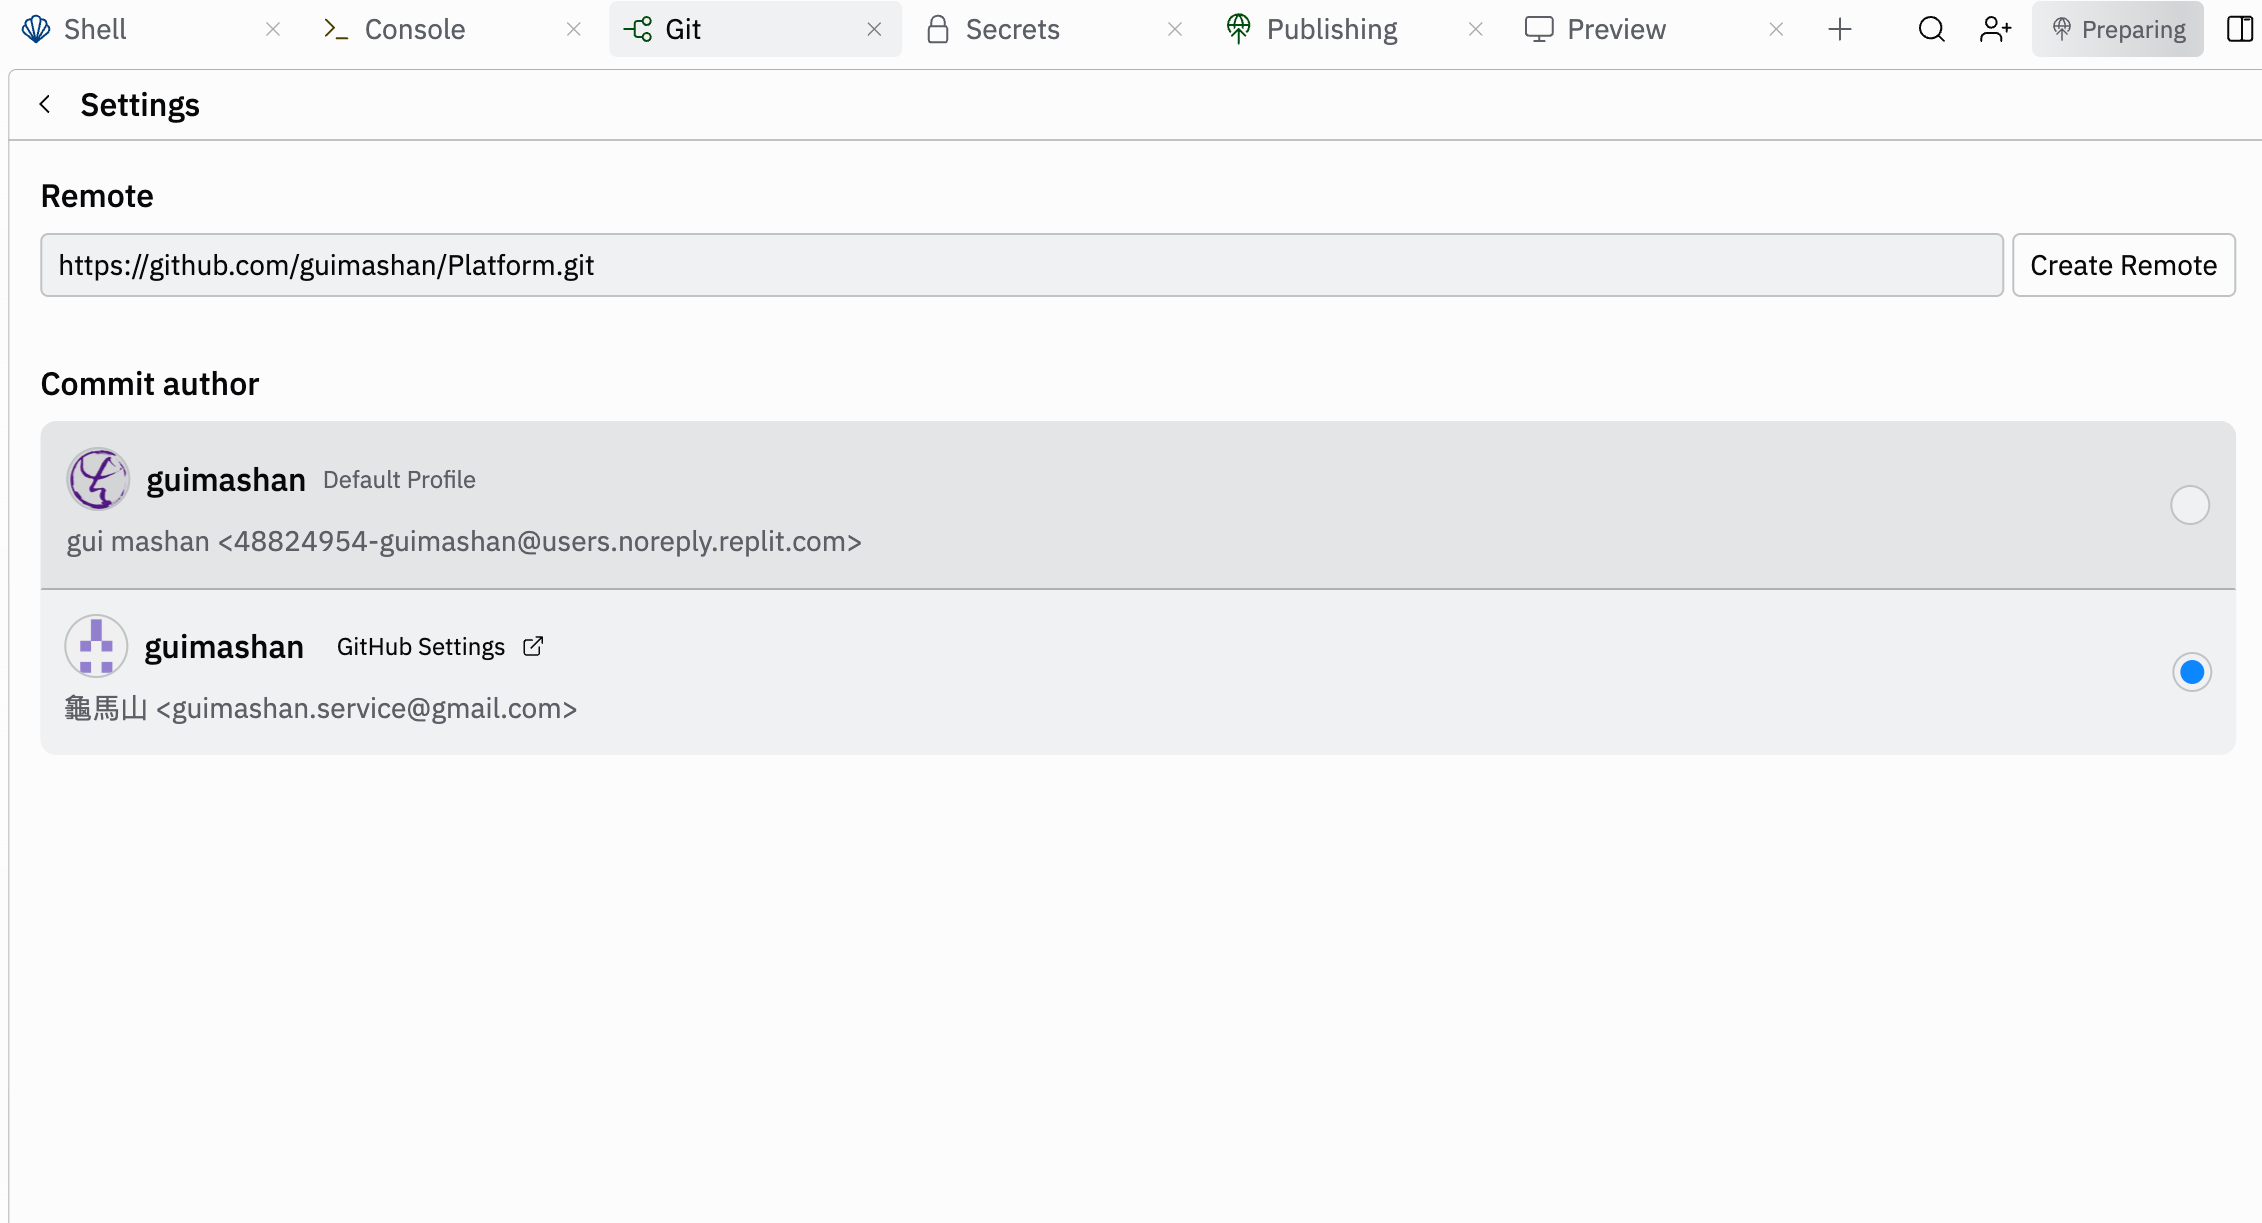 Shell
Console
Git
Secrets
Publishing
Preview
Preparing
Settings
Remote
https://github.com/guimashan/Platform.git
Create Remote
Commit author
guimashan Default Profile
gui mashan <48824954-guimashan@users.noreply.replit.com>
guimashan GitHub Settings
龜馬山 <guimashan.service@gmail.com>